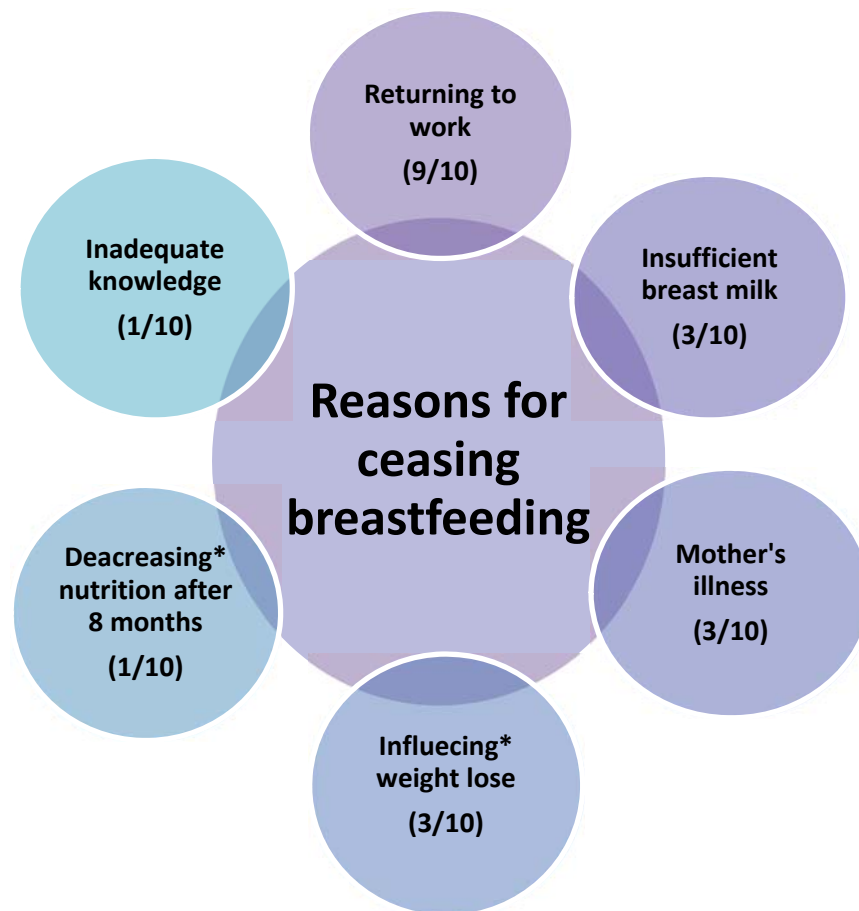 Returning to
work
(9/10)
Insufficient
breast milk
(3/10)
Mother's
illness
(3/10)
Influecing*
weight lose
(3/10)
Deacreasing*
nutrition after
8 months
(1/10)
Inadequate
knowledge
(1/10)
Reasons for
ceasing
breastfeeding